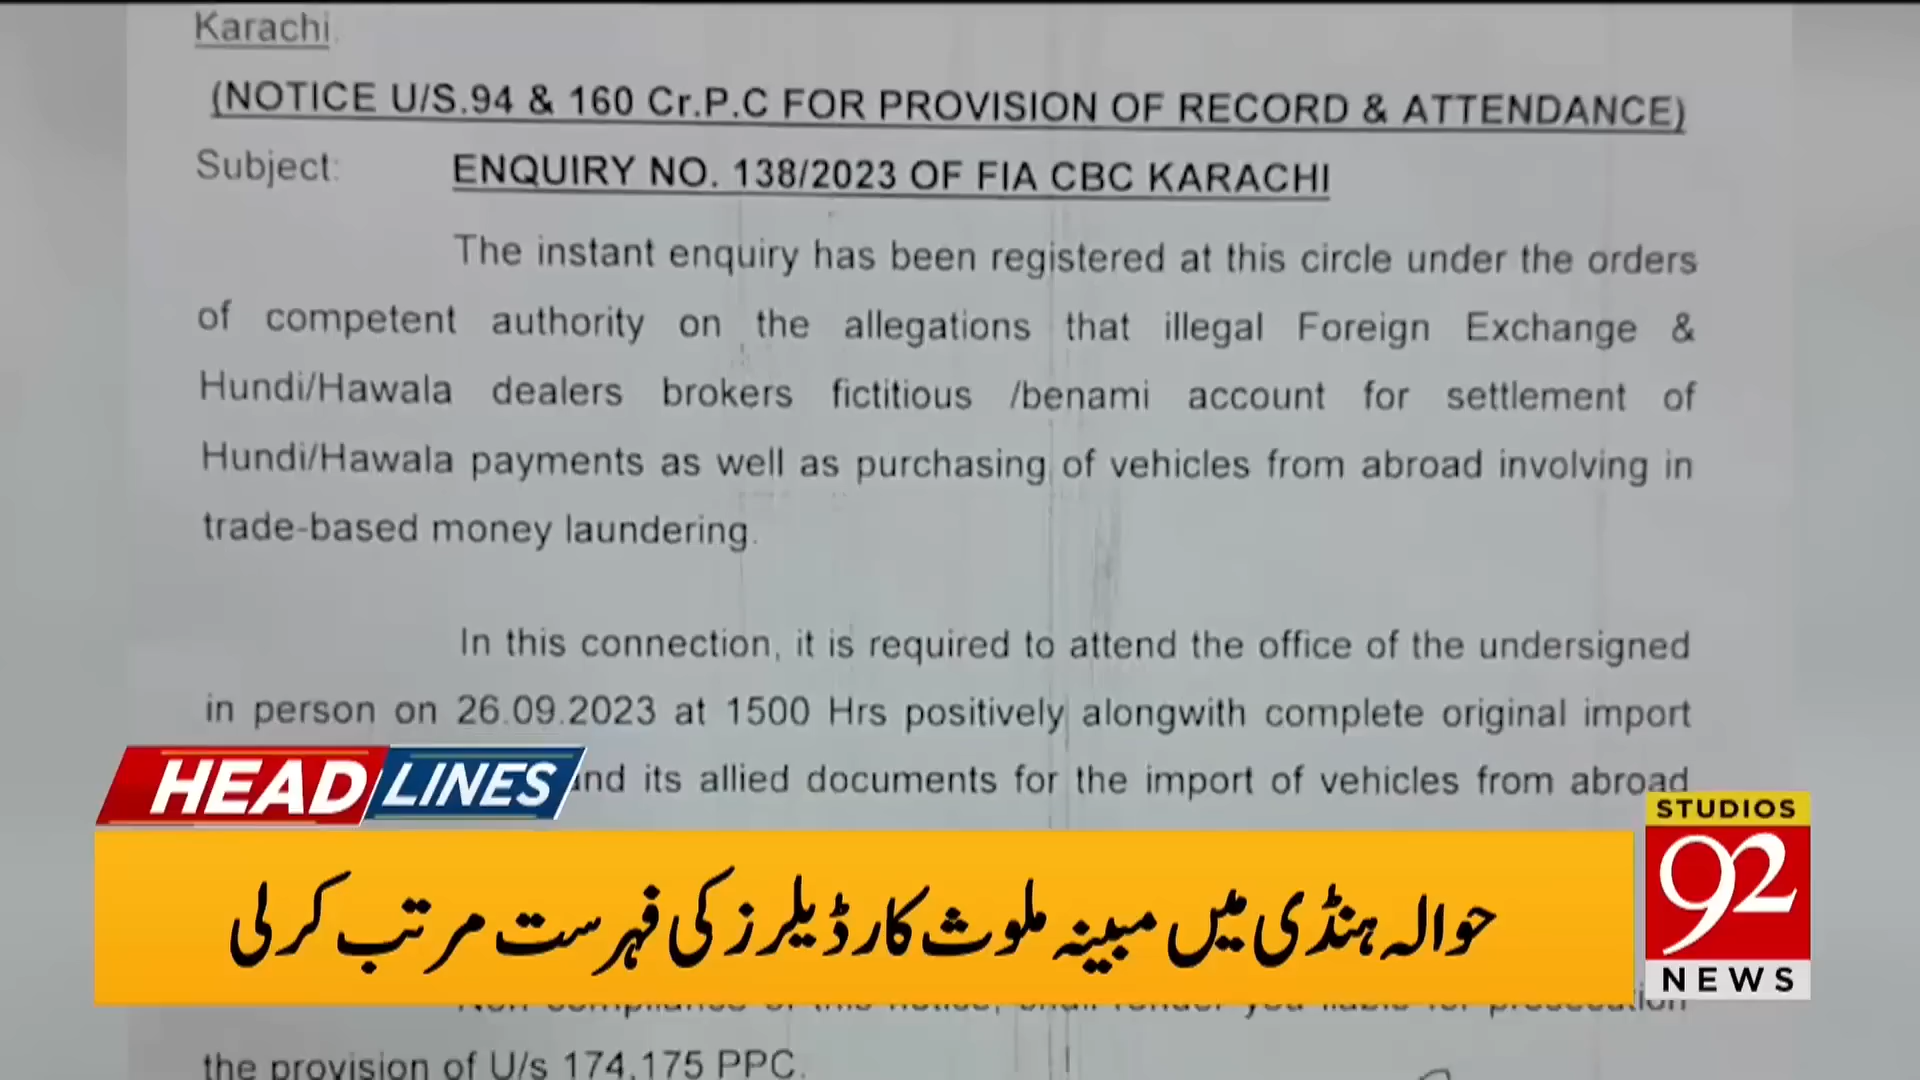 Karachi.
(NOTICE U/S.94 & 160 Cr.P.C FOR PROVISION OF RECORD & ATTENDANCE)
Subject: ENQUIRY NO. 138/2023 OF FIA CBC KARACHI
The instant enquiry has been registered at this circle under the orders
of competent authority on the allegations that illegal Foreign Exchange &
Hundi/Hawala dealers brokers fictitious /benami account for settlement of
Hundi/Hawala payments as well as purchasing of vehicles from abroad involving in
trade-based money laundering.
In this connection, it is required to attend the office of the undersigned
in person on 26.09.2023 at 1500 Hrs positively alongwith complete original import
its allied documents for the import of vehicles from abroad
HEADLINES
STUDIOS
92
NEWS
حوالہ ہنڈی میں مبینہ ملوث کار ڈیلرز کی فہرست مرتب کر لی
the provision of U/s 174,175 PPC.